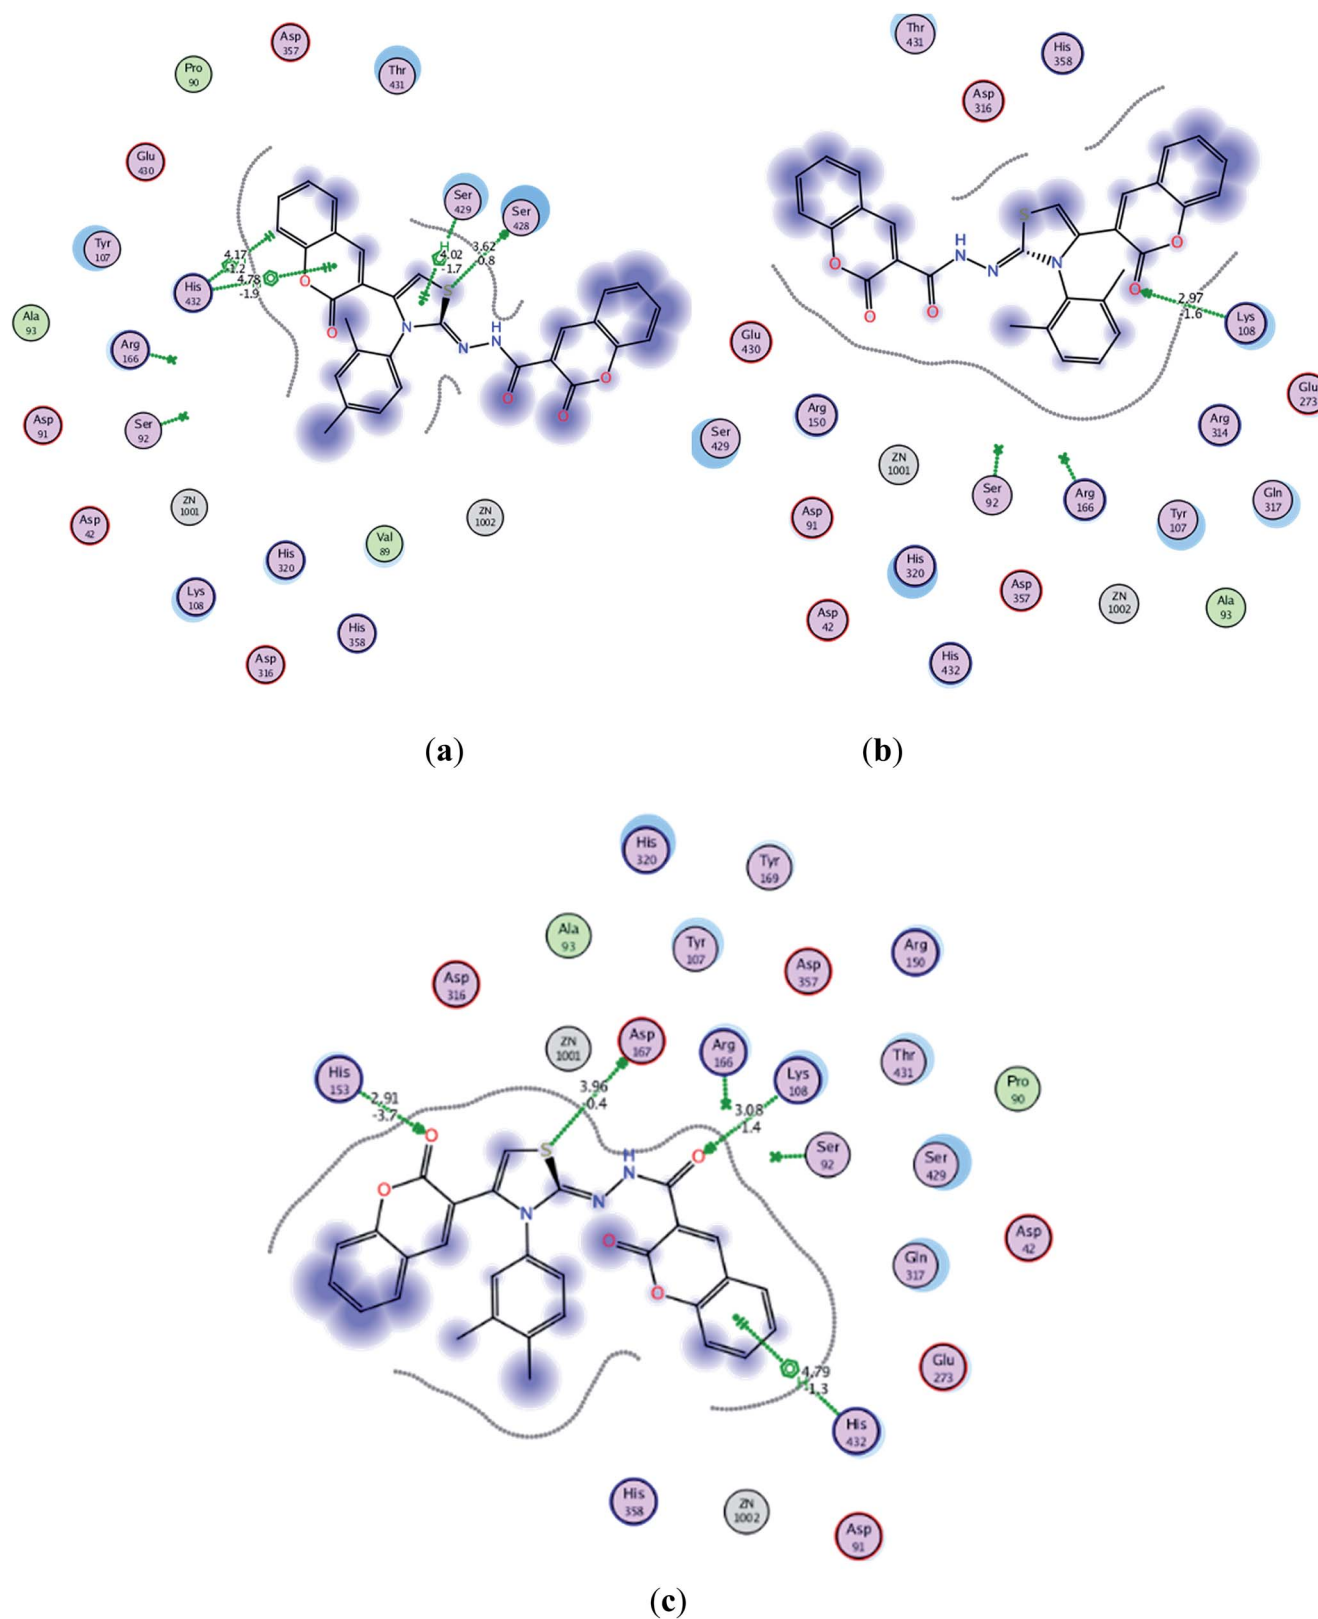 Asp
357
Pro
90
Thr
431
Glu
430
Ser
429
Ser
428
Tyr
107
4.17
-1.2
H
4.02
-1.7
3.62
-0.8
His
432
4.78
-1.9
O
O
S
N
N
H
N
O
O
O
Ala
93
Arg
166
Asp
91
Ser
92
ZN
1001
Asp
42
ZN
1002
Val
89
His
320
Lys
108
His
358
Asp
316
(a)
Thr
431
His
358
Asp
316
S
H
N
N
N
O
O
O
O
O
2.97
-1.6
Lys
108
Glu
430
Glu
273
Arg
150
Ser
429
Arg
314
ZN
1001
Ser
92
Arg
166
Gln
317
Asp
91
Tyr
107
His
320
Asp
357
ZN
1002
Ala
93
Asp
42
His
432
(b)
His
320
Tyr
169
Ala
93
Tyr
107
Arg
150
Asp
316
Asp
357
ZN
1001
Asp
167
Arg
166
Lys
108
Thr
431
Pro
90
His
153
2.91
-3.7
3.96
-0.4
3.08
1.4
O
S
H
N
O
Ser
92
Ser
429
O
N
N
O
O
Asp
42
Gln
317
4.79
H
-1.3
Glu
273
His
432
His
358
ZN
1002
Asp
91
(c)